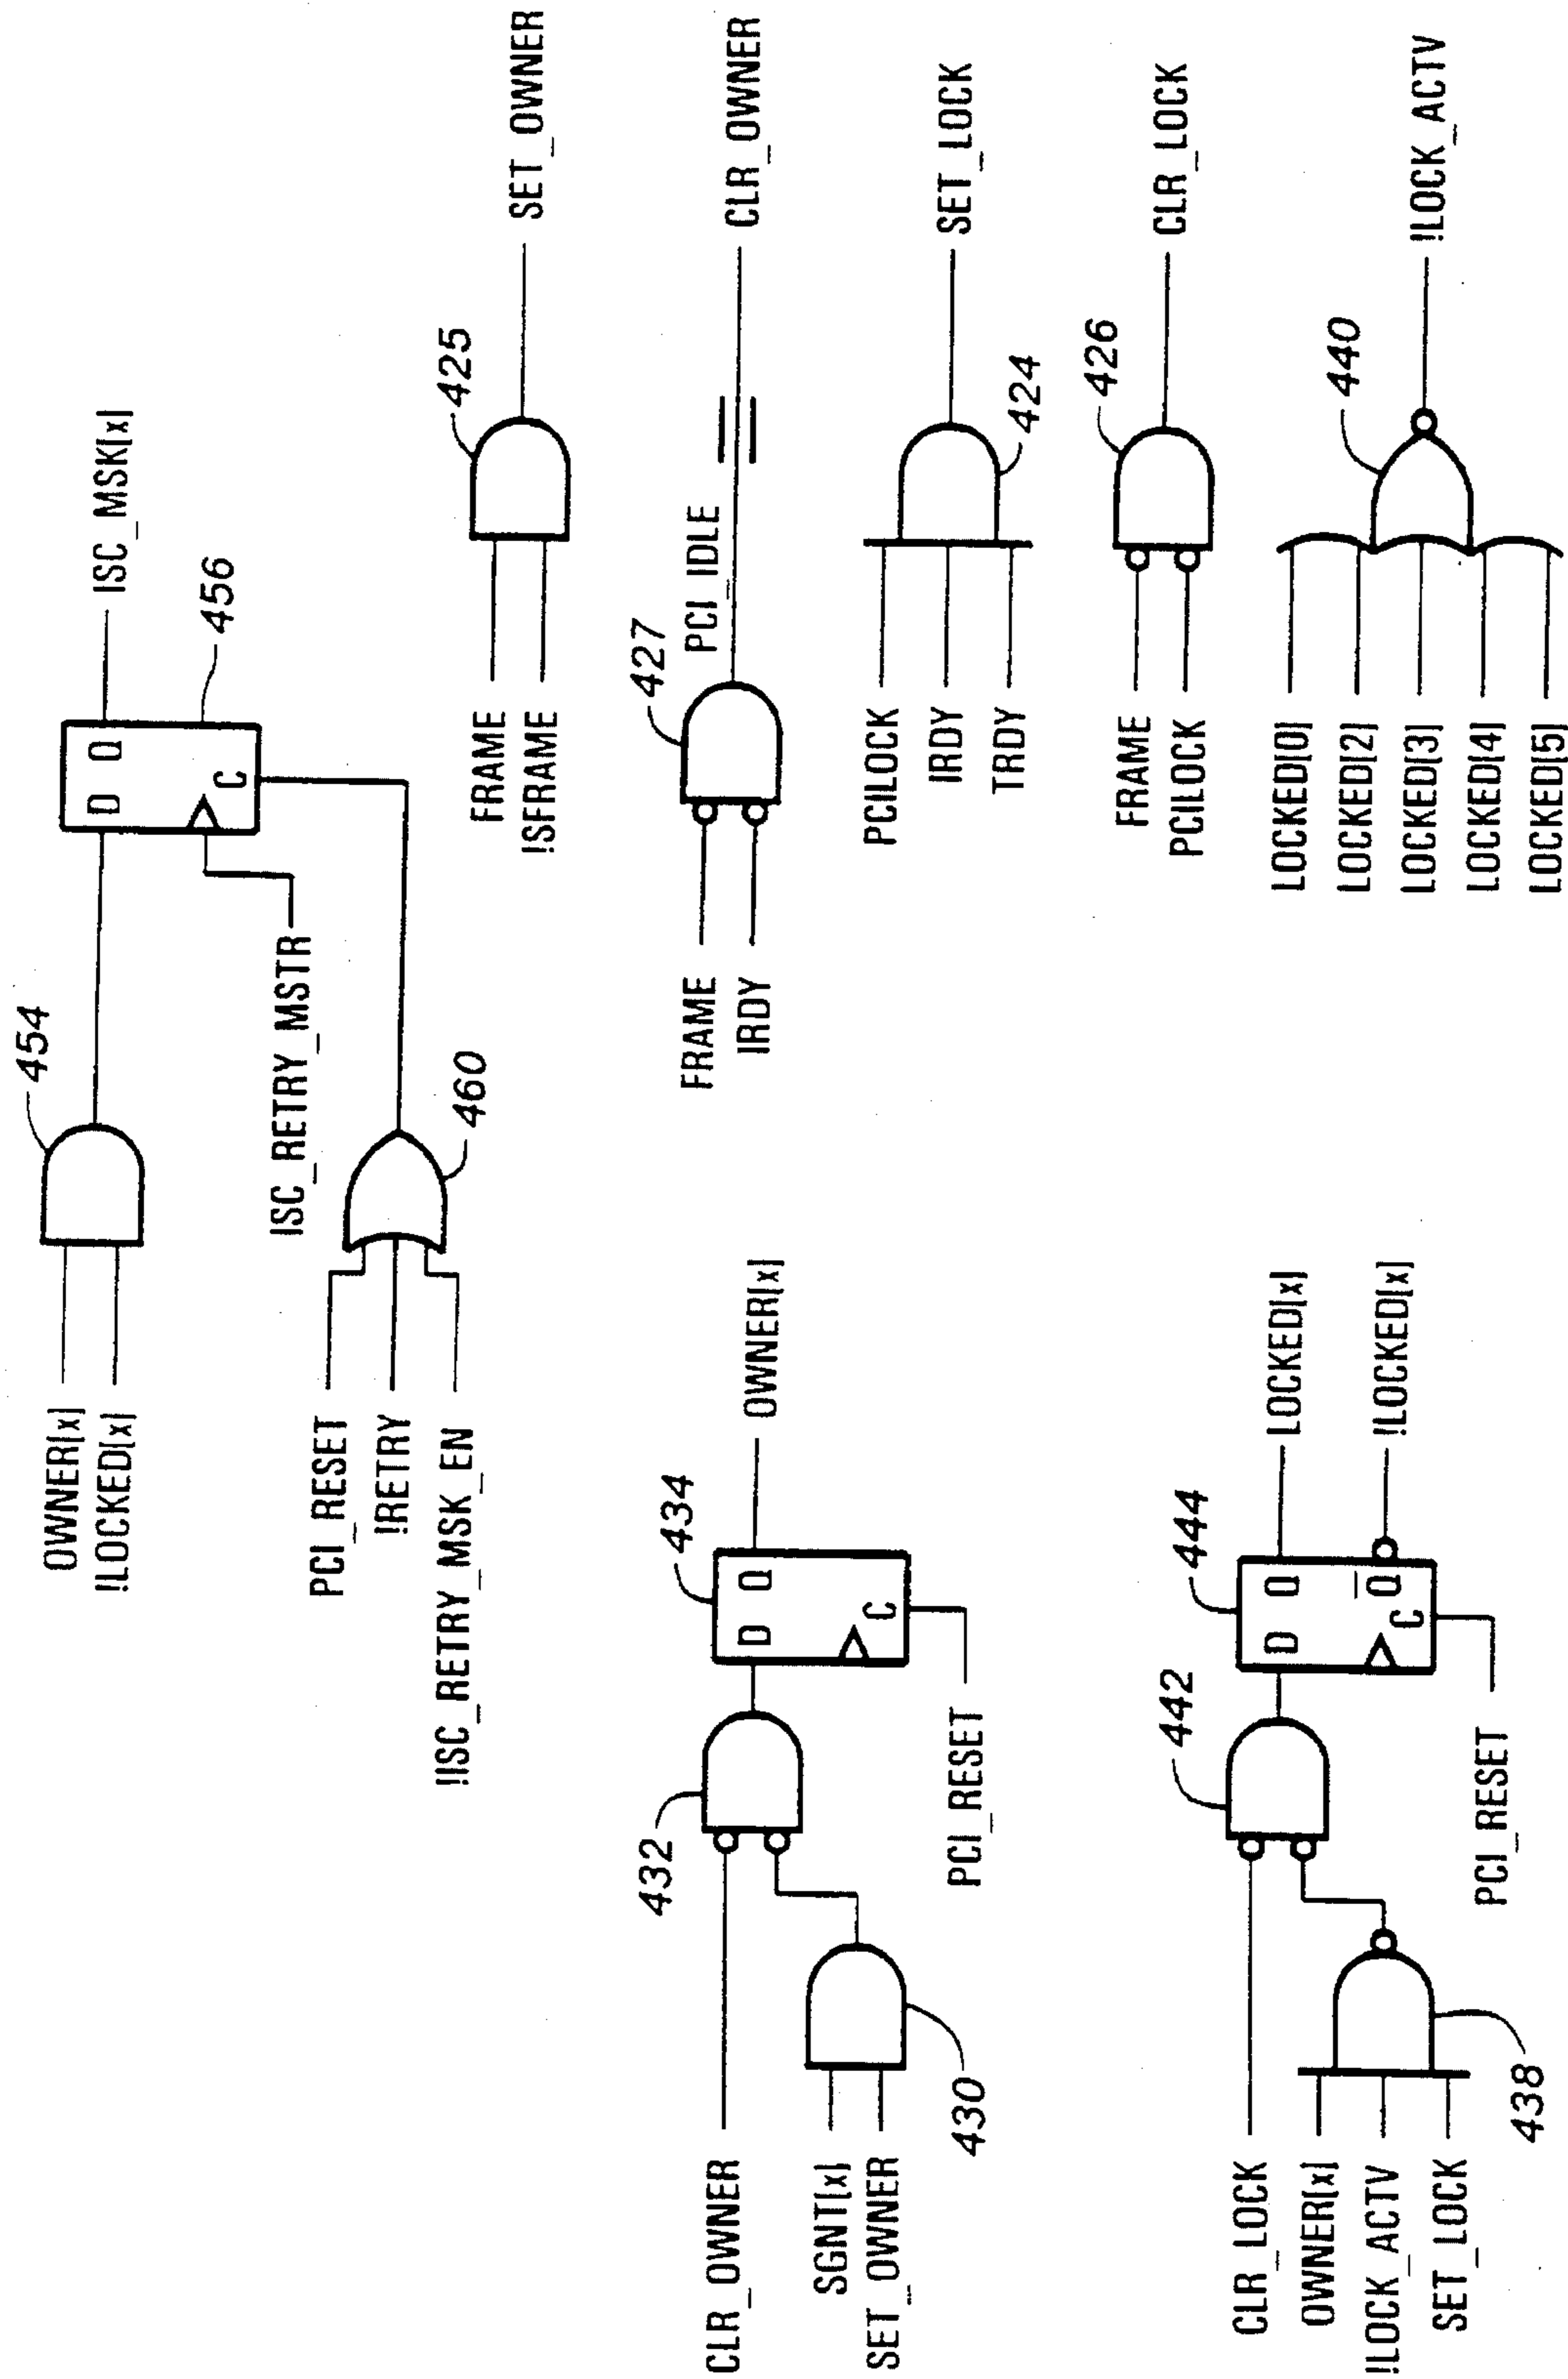 454
OWNER[x]
!LOCKED[x]
D Q
C
ISC_MSK[x]
456
ISC_RETRY_MSTR
PCI_RESET
!RETRY
!ISC_RETRY_MSK_EN
460
FRAME
!SFRAME
425
SET_OWNER
CLR_OWNER
432
SGNT[x]
SET_OWNER
430
434
D Q
C
OWNER[x]
PCI_RESET
FRAME
IRDY
427
PCI_IDLE
CLR_OWNER
PCILOCK
IRDY
TRDY
424
SET_LOCK
FRAME
PCILOCK
426
CLR_LOCK
CLR_LOCK
442
OWNER[x]
!LOCK_ACTV
SET_LOCK
438
444
D Q
Q
C
LOCKED[x]
!LOCKED[x]
PCI_RESET
LOCKED[0]
LOCKED[2]
LOCKED[3]
LOCKED[4]
LOCKED[5]
440
!LOCK_ACTV